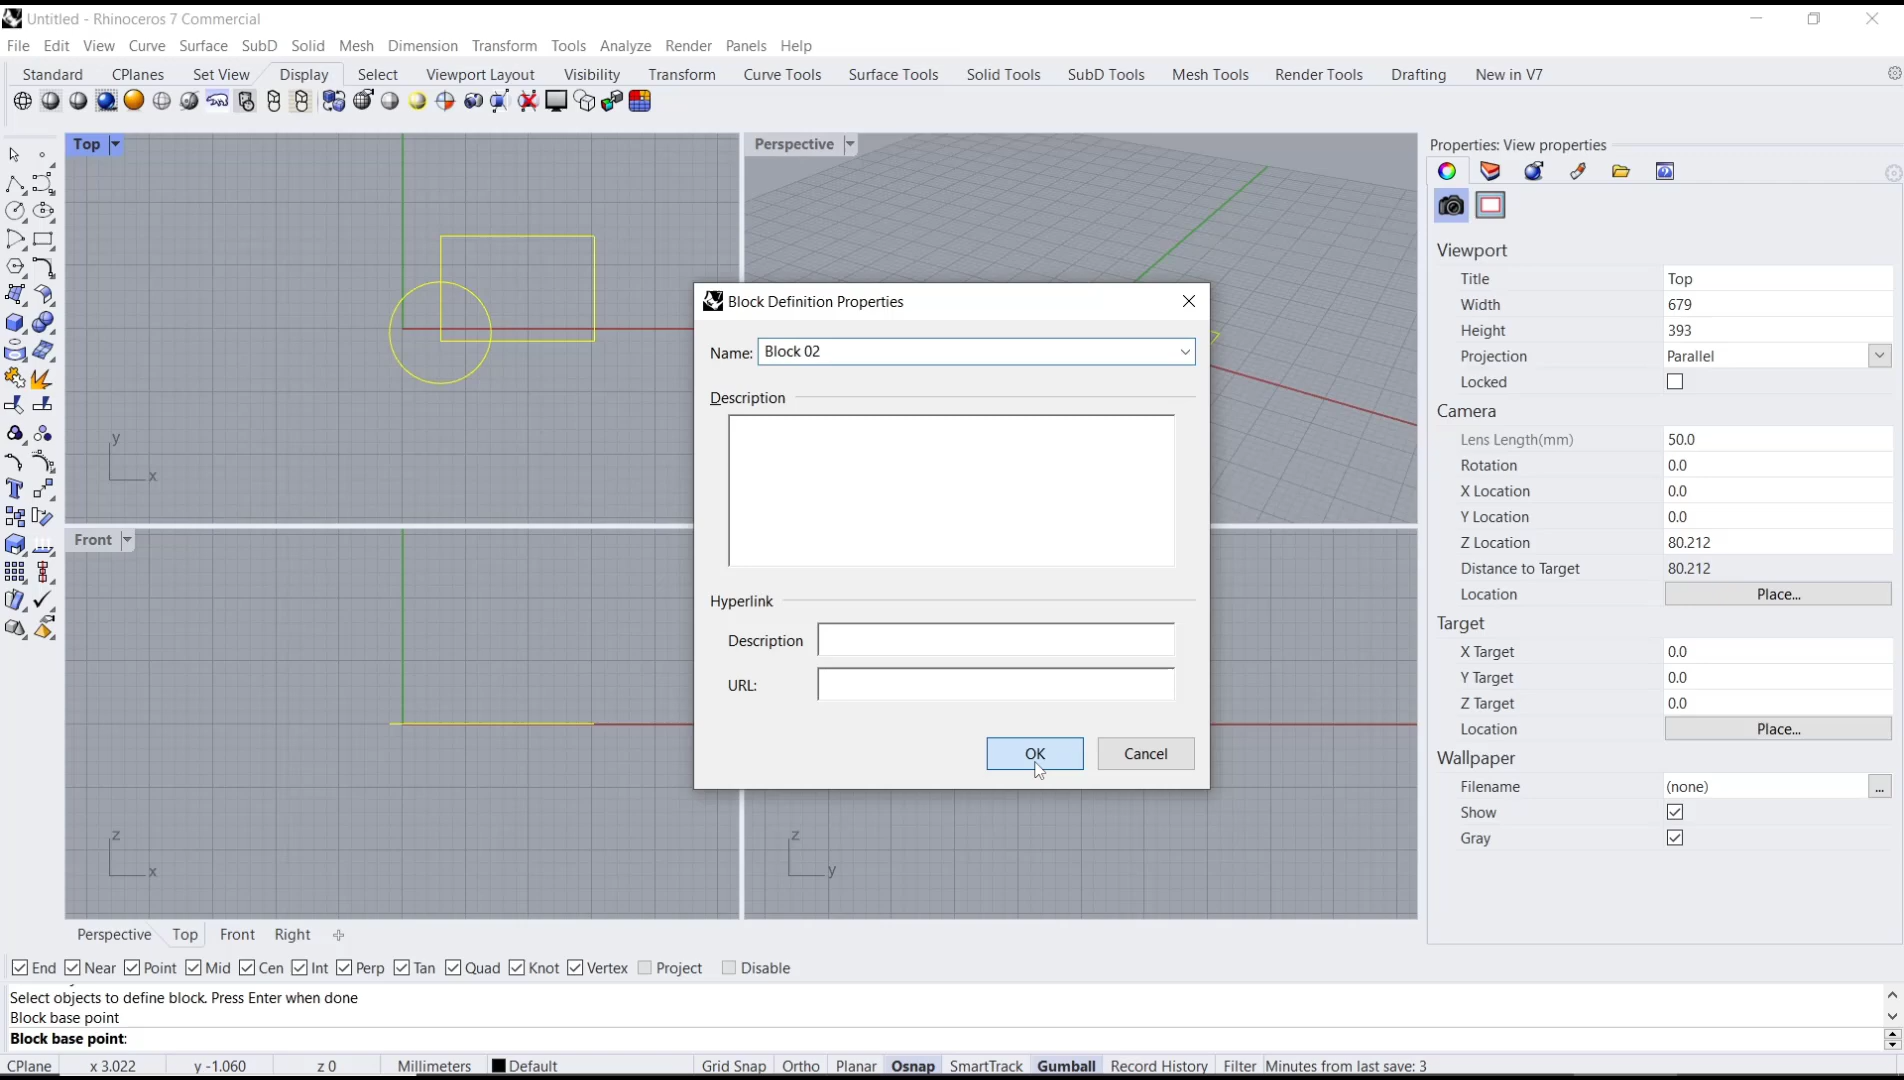 Untitled - Rhinoceros 7 Commercial
File Edit View Curve Surface SubD Solid Mesh Dimension Transform Tools Analyze Render Panels Help
Standard CPlanes Set View Display Select Viewport Layout Visibility Transform Curve Tools Surface Tools Solid Tools SubD Tools Mesh Tools Render Tools Drafting New in V7
Top
Perspective
y
x
Front
z
x
z
y
Block Definition Properties
Name: Block 02
Description
Hyperlink
Description
URL:
OK Cancel
Properties: View properties
Viewport
Title Top
Width 679
Height 393
Projection Parallel
Locked
Camera
Lens Length(mm) 50.0
Rotation 0.0
X Location 0.0
Y Location 0.0
Z Location 80.212
Distance to Target 80.212
Location Place...
Target
X Target 0.0
Y Target 0.0
Z Target 0.0
Location Place...
Wallpaper
Filename (none) ...
Show
Gray
Perspective Top Front Right
End Near Point Mid Cen Int Perp Tan Quad Knot Vertex Project Disable
Select objects to define block. Press Enter when done
Block base point
Block base point:
CPlane x 3.022 y -1.060 z 0 Millimeters Default Grid Snap Ortho Planar Osnap SmartTrack Gumball Record History Filter Minutes from last save: 3